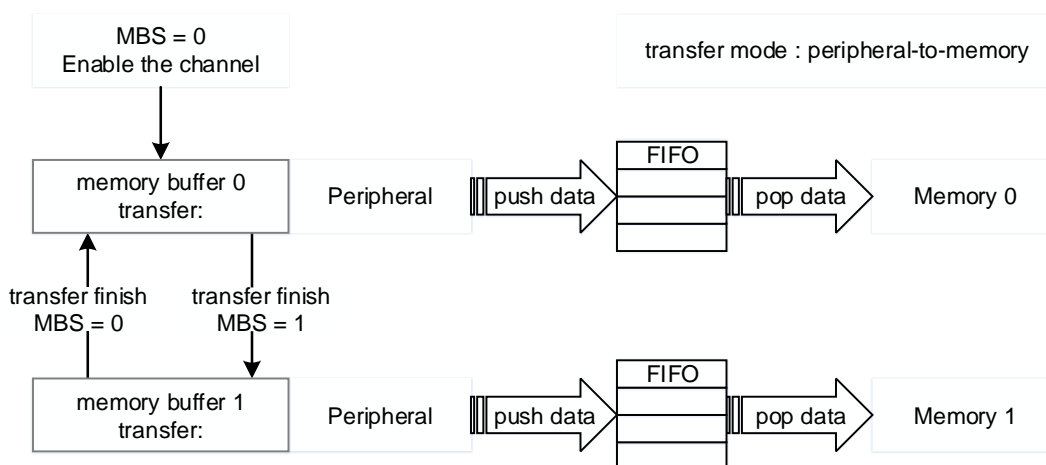 MBS = 0
Enable the channel
transfer mode : peripheral-to-memory
memory buffer 0
transfer:
Peripheral
push data
FIFO
pop data
Memory 0
transfer finish
MBS = 0
transfer finish
MBS = 1
memory buffer 1
transfer:
Peripheral
push data
FIFO
pop data
Memory 1